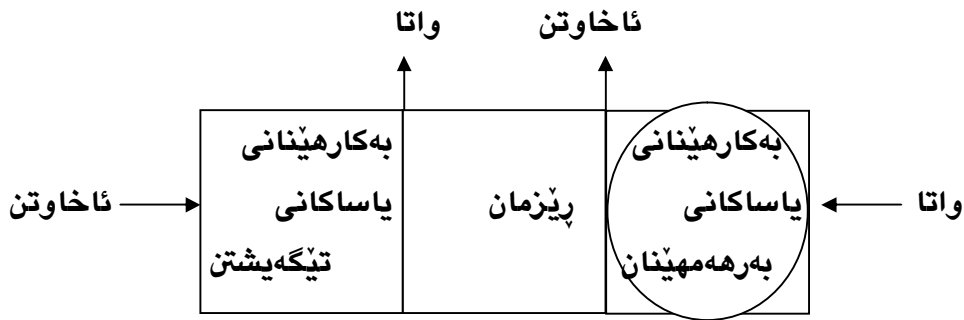 ئاخاوتن
واتا
بەکارهێنانی
یاساکانی
بەرهەمهێنان
ڕێزمان
بەکارهێنانی
یاساکانی
تێگەیشتن
واتا
ئاخاوتن